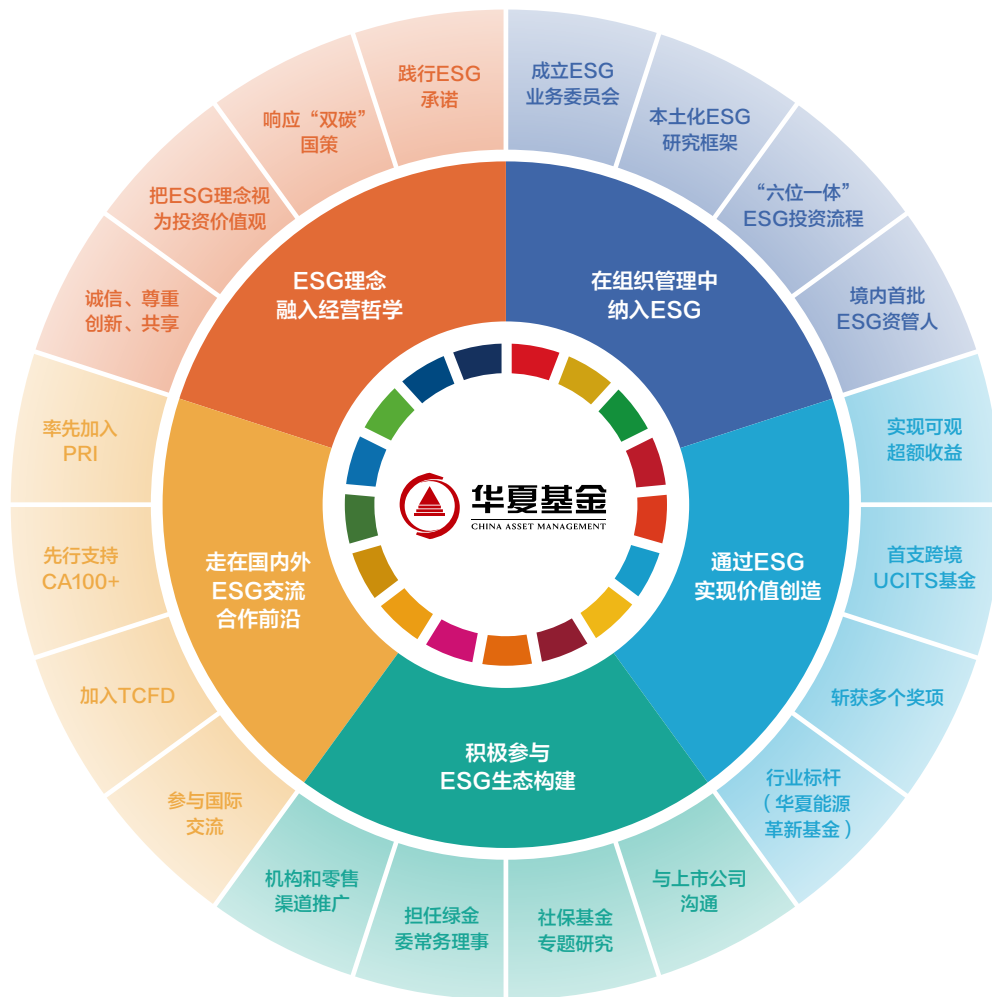 践行ESG
承诺
响应“双碳”
国策
把ESG理念视
为投资价值观
诚信、尊重
创新、共享
ESG理念
融入经营哲学
成立ESG
业务委员会
本土化ESG
研究框架
“六位一体”
ESG投资流程
境内首批
ESG资管人
在组织管理中
纳入ESG
实现可观
超额收益
首支跨境
UCITS基金
斩获多个奖项
行业标杆
（华夏能源
革新基金）
通过ESG
实现价值创造
与上市公司
沟通
社保基金
专题研究
担任绿金
委常务理事
机构和零售
渠道推广
积极参与
ESG生态构建
参与国际
交流
加入TCFD
先行支持
CA100+
率先加入
PRI
走在国内外
ESG交流
合作前沿
华夏基金
CHINA ASSET MANAGEMENT